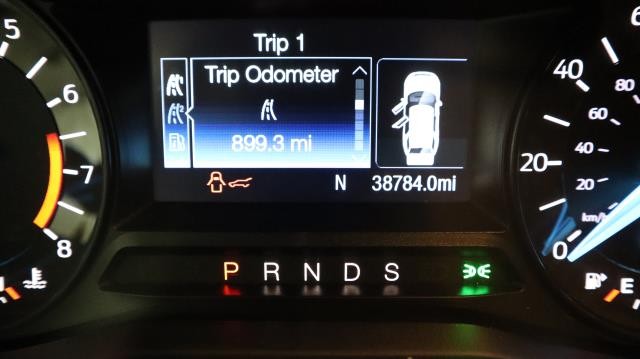 Trip 1
Trip Odometer
899.3 mi
N 38784.0mi
P R N D S
5
6
7
8
0
20
40
6
20
40
80
km/h
E